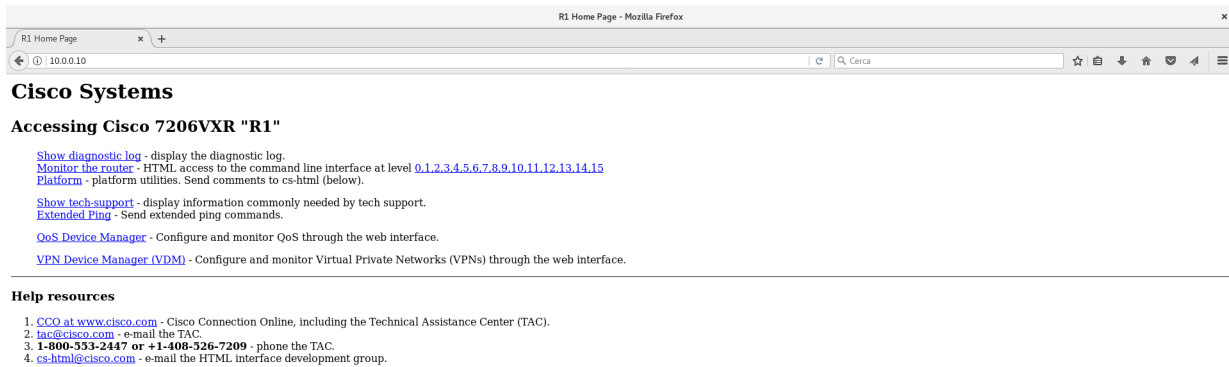 R1 Home Page - Mozilla Firefox
R1 Home Page
10.0.0.10
Cerca
Cisco Systems
Accessing Cisco 7206VXR "R1"
Show diagnostic log - display the diagnostic log.
Monitor the router - HTML access to the command line interface at level 0,1,2,3,4,5,6,7,8,9,10,11,12,13,14,15
Platform - platform utilities. Send comments to cs-html (below).
Show tech-support - display information commonly needed by tech support.
Extended Ping - Send extended ping commands.
QoS Device Manager - Configure and monitor QoS through the web interface.
VPN Device Manager (VDM) - Configure and monitor Virtual Private Networks (VPNs) through the web interface.
Help resources
1. CCO at www.cisco.com - Cisco Connection Online, including the Technical Assistance Center (TAC).
2. tac@cisco.com - e-mail the TAC.
3. 1-800-553-2447 or +1-408-526-7209 - phone the TAC.
4. cs-html@cisco.com - e-mail the HTML interface development group.